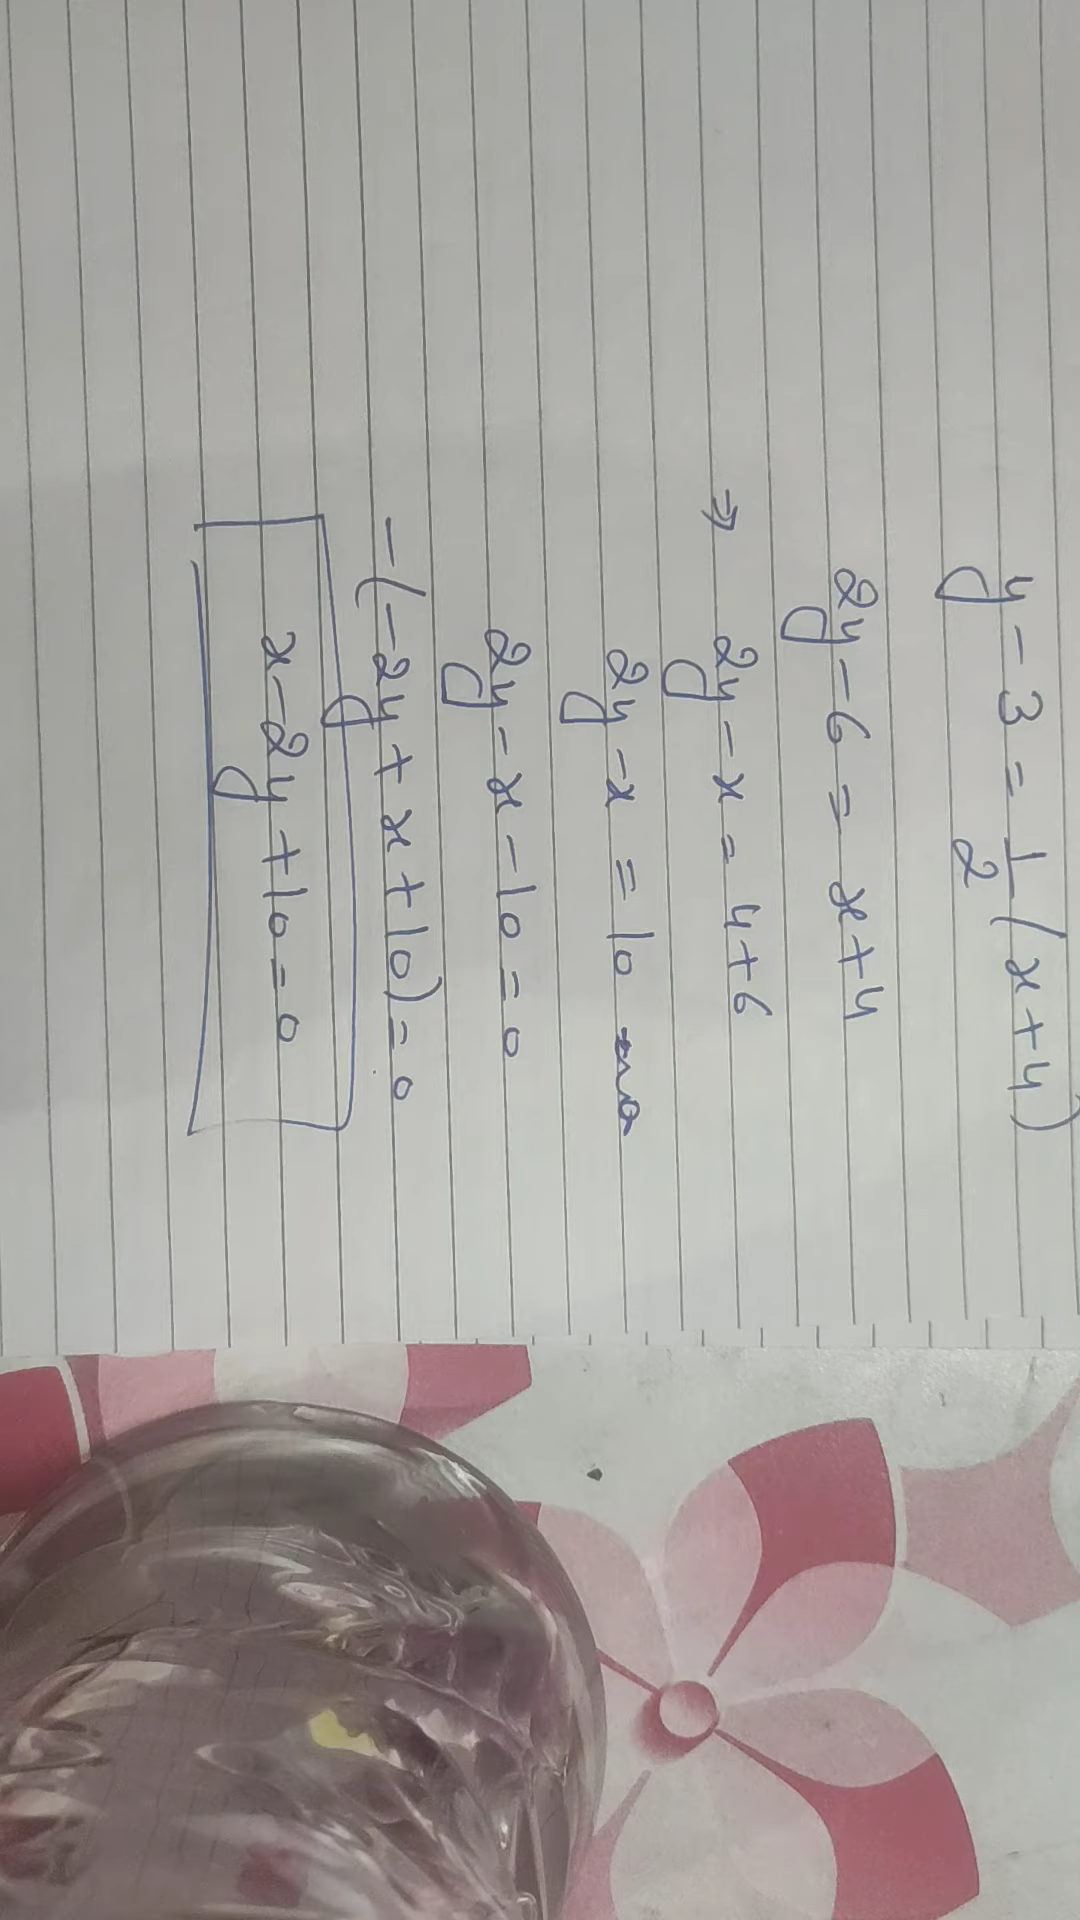 y - 3 = 1/2 (x + 4)
2y - 6 = x + 4
⇒ 2y - x = 4 + 6
2y - x = 10
2y - x - 10 = 0
- (-2y + x + 10) = 0
x - 2y + 10 = 0